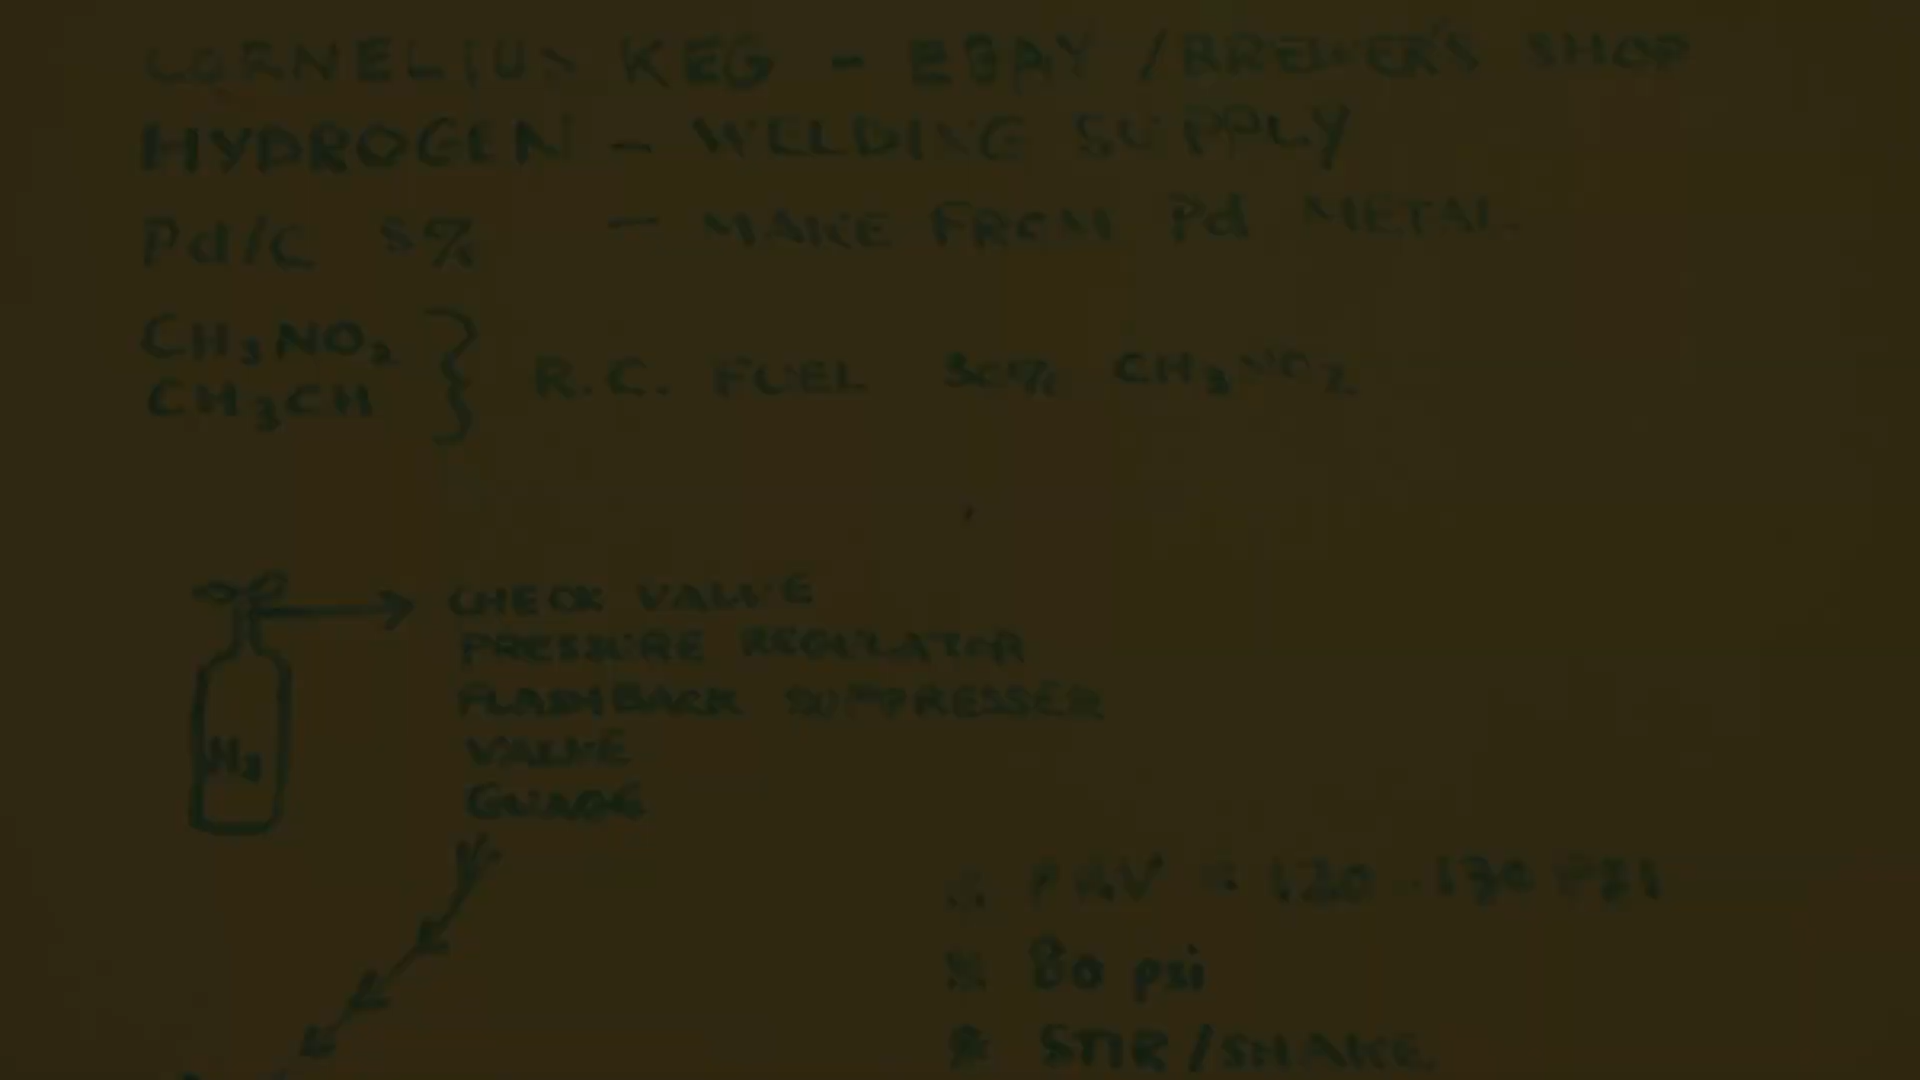 CORNELIUS KEG - EBAY / BREWER'S SHOP
HYDROGEN - WELDING SUPPLY
Pd/C 5% - MAKE FROM Pd METAL
CH3NO2
CH3OH } R.C. FUEL 30% CH3NO2
CHECK VALVE
PRESSURE REGULATOR
FLASHBACK SUPPRESSER
VALVE
GUAGE
H2
120 - 130 PSI
80 psi
STIR / SHAKE